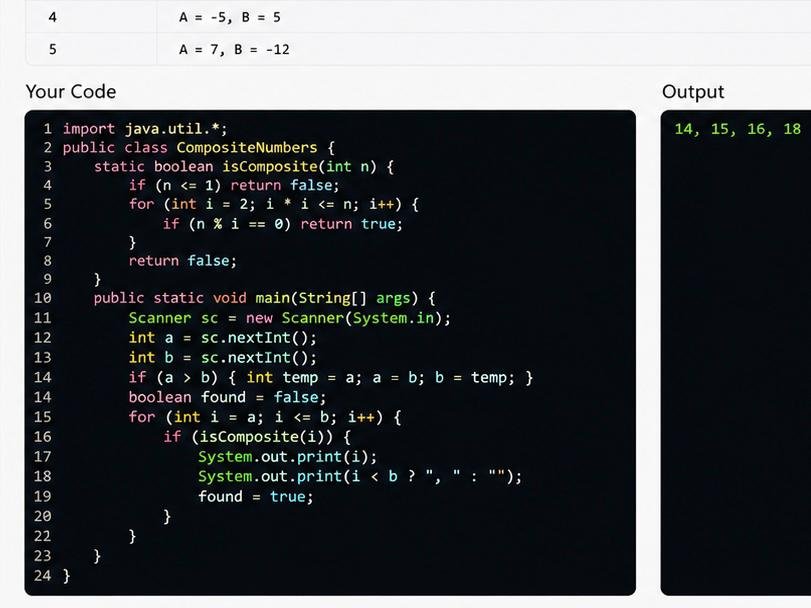 4 A = -5, B = 5
5 A = 7, B = -12
Your Code
1 import java.util.*;
2 public class CompositeNumbers {
3     static boolean isComposite(int n) {
4         if (n <= 1) return false;
5         for (int i = 2; i * i <= n; i++) {
6             if (n % i == 0) return true;
7         }
8         return false;
9     }
10     public static void main(String[] args) {
11         Scanner sc = new Scanner(System.in);
12         int a = sc.nextInt();
13         int b = sc.nextInt();
14         if (a > b) { int temp = a; a = b; b = temp; }
14         boolean found = false;
15         for (int i = a; i <= b; i++) {
16             if (isComposite(i)) {
17                 System.out.print(i);
18                 System.out.print(i < b ? ", " : "");
19                 found = true;
20             }
22         }
23     }
24 }
Output
14, 15, 16, 18